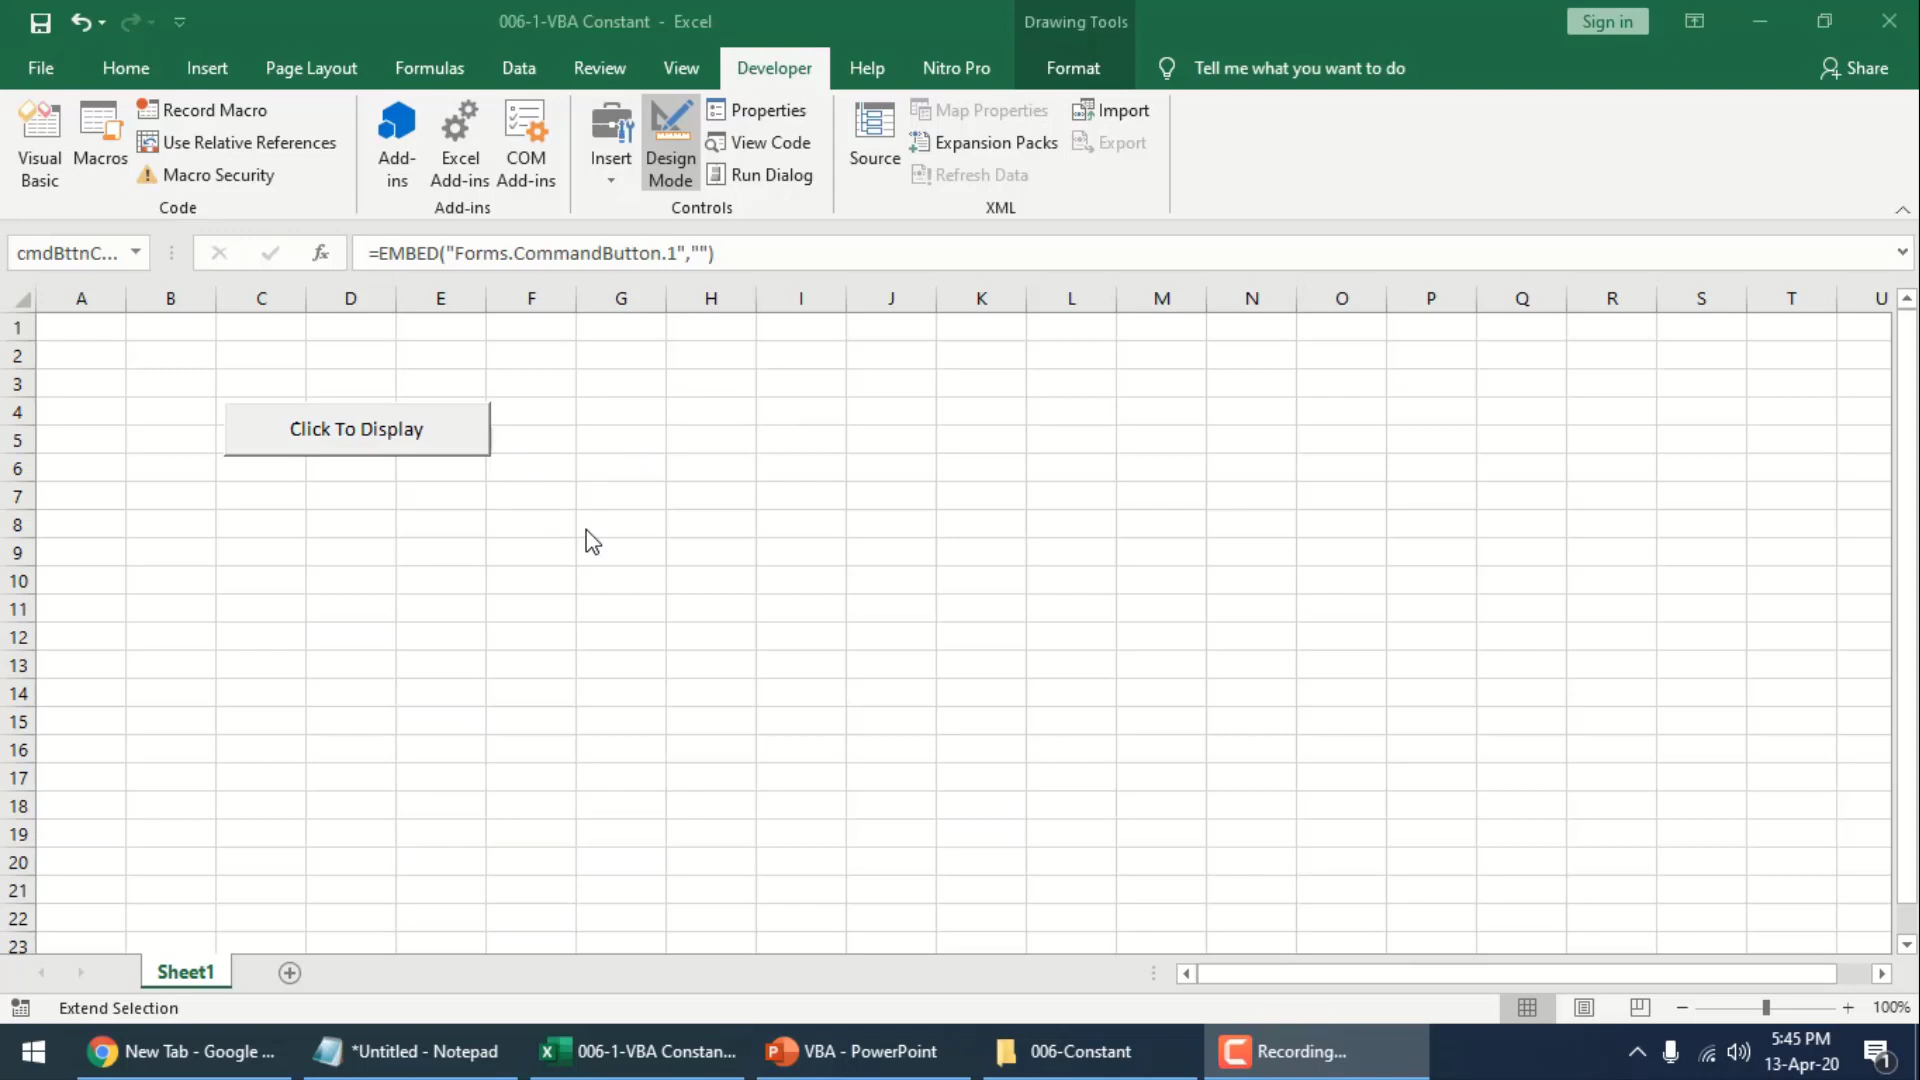 006-1-VBA Constant - Excel
Drawing Tools
Sign in
File Home Insert Page Layout Formulas Data Review View Developer Help Nitro Pro Format Tell me what you want to do Share
Visual Basic
Macros
Record Macro
Use Relative References
Macro Security
Code
Add-ins
Excel Add-ins
COM Add-ins
Add-ins
Insert
Design Mode
Properties
View Code
Run Dialog
Controls
Source
Map Properties
Expansion Packs
Refresh Data
Import
Export
XML
cmdBttnC...
fx
=EMBED("Forms.CommandButton.1","")
A B C D E F G H I J K L M N O P Q R S T U
1
2
3
4
Click To Display
5
6
7
8
9
10
11
12
13
14
15
16
17
18
19
20
21
22
23
Sheet1
Extend Selection
100%
New Tab - Google ...
*Untitled - Notepad
006-1-VBA Constan...
VBA - PowerPoint
006-Constant
Recording...
5:45 PM
13-Apr-20
1